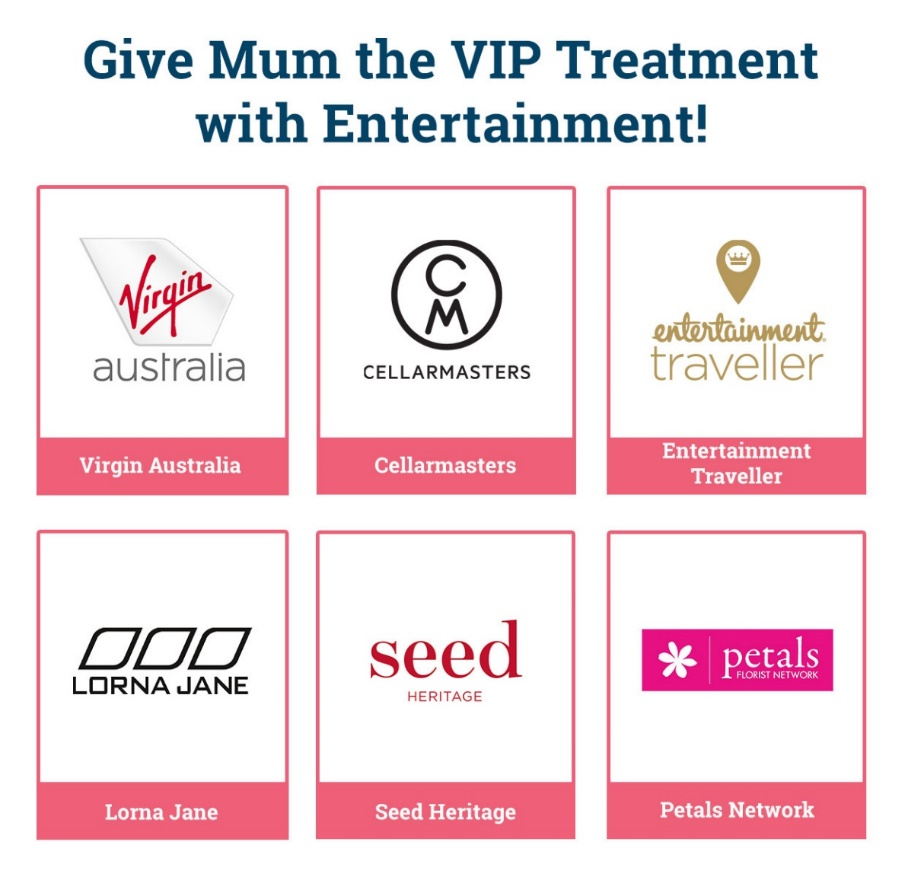 Give Mum the VIP Treatment
with Entertainment!
Virgin
australia
CM
CELLARMASTERS
entertainment
traveller
Virgin Australia
Cellarmasters
Entertainment
Traveller
LORNA JANE
seed
HERITAGE
petals
FLORIST NETWORK
Lorna Jane
Seed Heritage
Petals Network